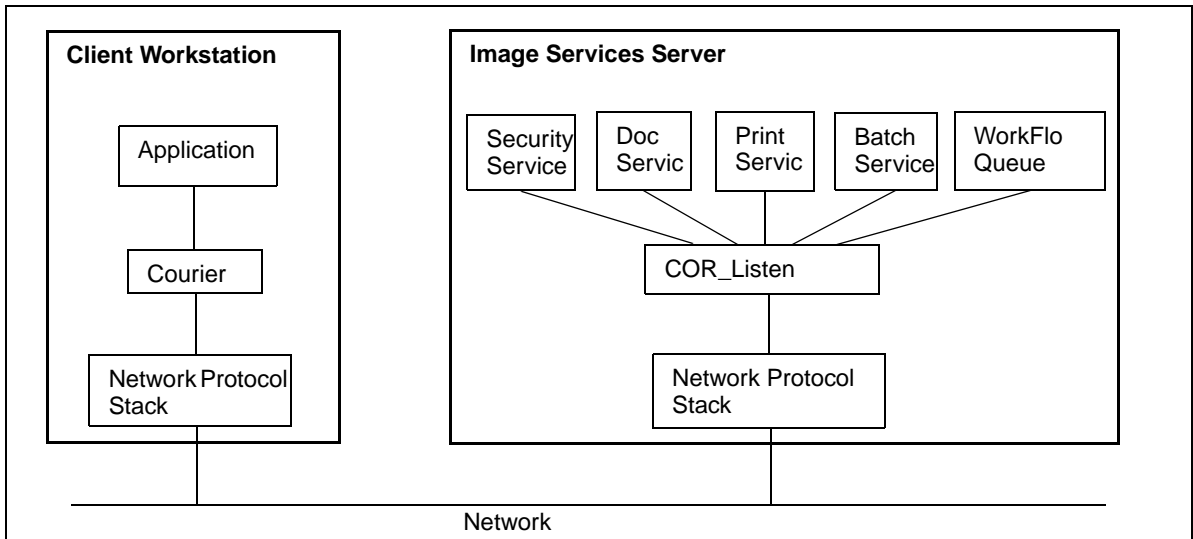 Client Workstation
Application
Courier
Network Protocol
Stack
Image Services Server
Security
Service
Doc
Servic
Print
Servic
Batch
Service
WorkFlo
Queue
COR_Listen
Network Protocol
Stack
Network